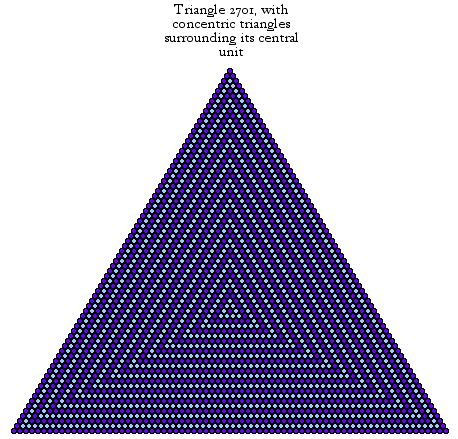 Triangle 2701, with
concentric triangles
surrounding its central
unit